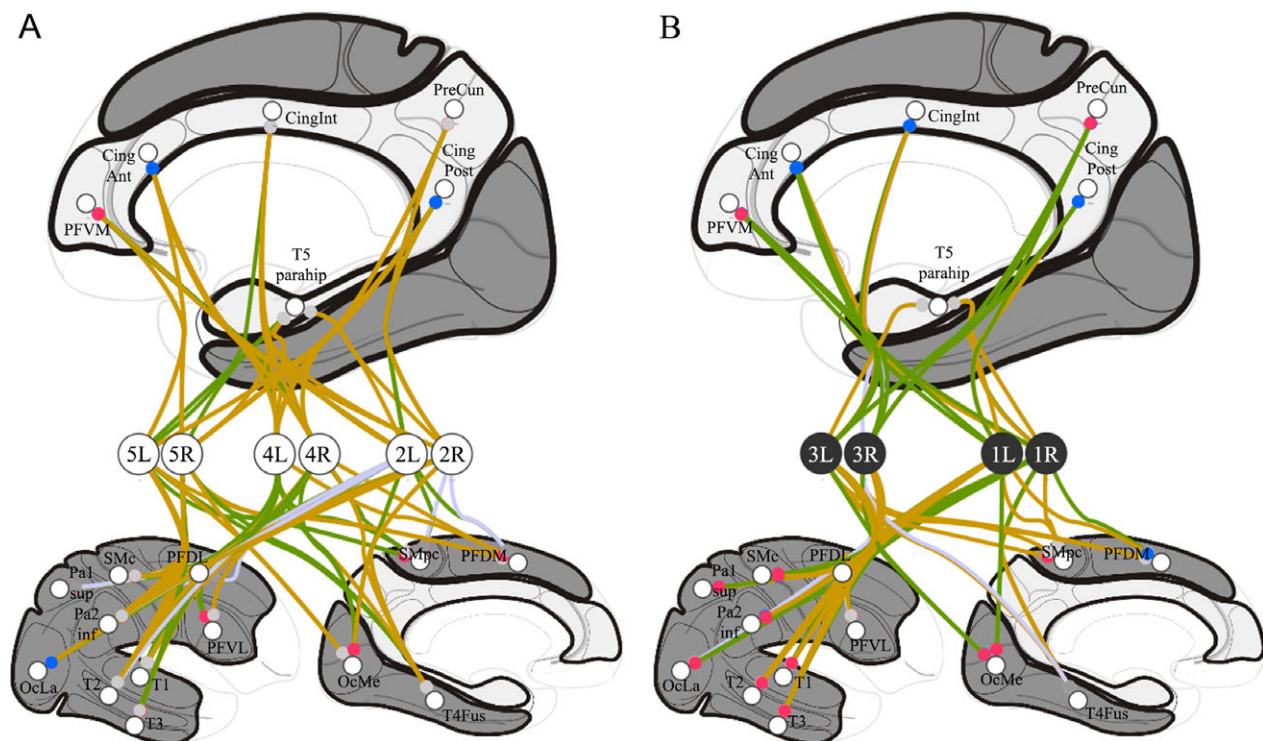 A
PreCun
CingInt
Cing
Ant
Cing
Post
PFVM
T5
parahip
5L
5R
4L
4R
2L
2R
SMc
PFDL
Pa1
sup
Pa2
inf
PFVL
OcLa
T2
T1
T3
SMpc
PFDM
OcMe
T4Fus
B
PreCun
CingInt
Cing
Ant
Cing
Post
PFVM
T5
parahip
3L
3R
1L
1R
SMc
PFDL
Pa1
sup
Pa2
inf
PFVL
OcLa
T2
T1
T3
SMpc
PFDM
OcMe
T4Fus